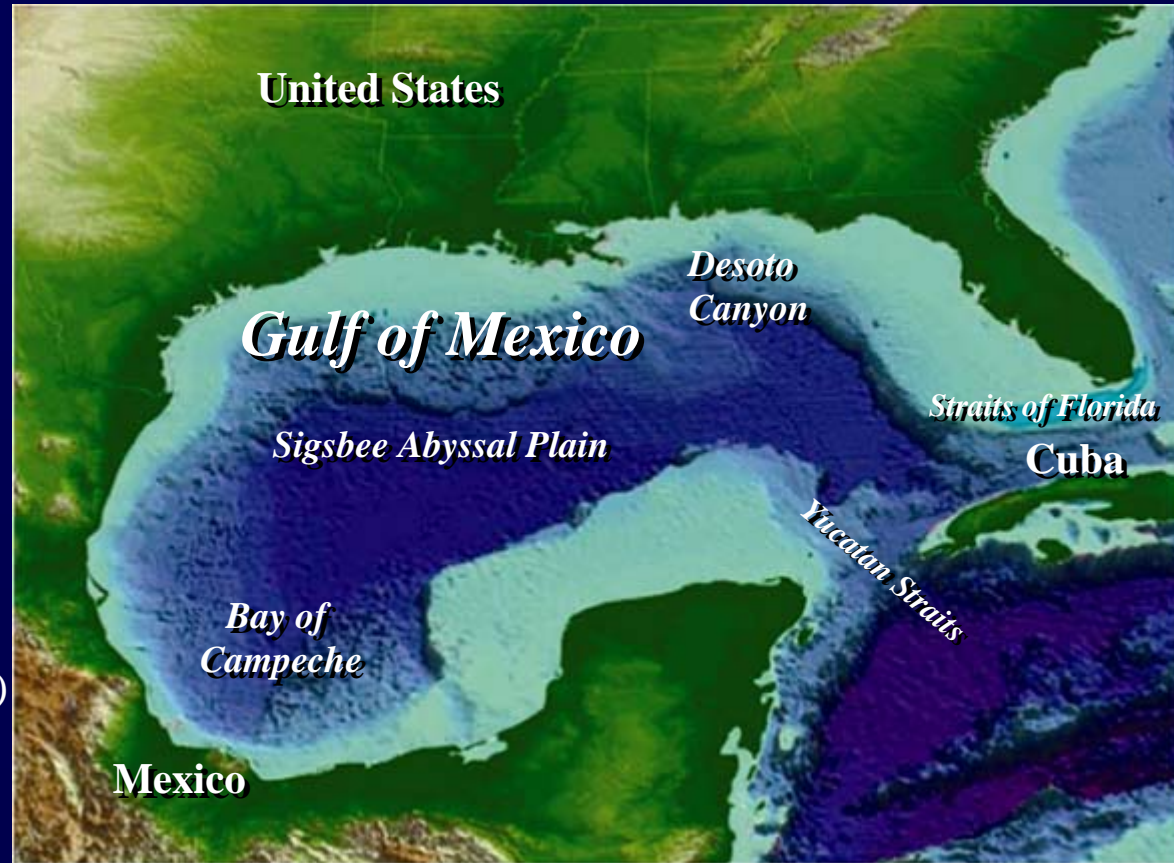 United States
Desoto
Canyon
Gulf of Mexico
Straits of Florida
Sigsbee Abyssal Plain
Cuba
Yucatan Straits
Bay of
Campeche
)
Mexico